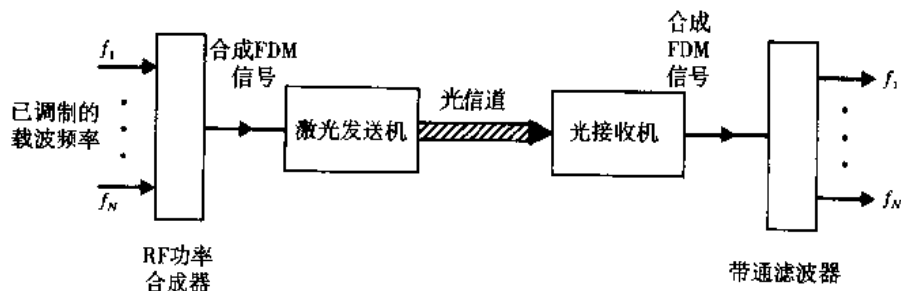 f₁
已调制的
载波频率
f_N
合成FDM
信号
RF功率
合成器
激光发送机
光信道
光接收机
合成
FDM
信号
带通滤波器
f₁
f_N